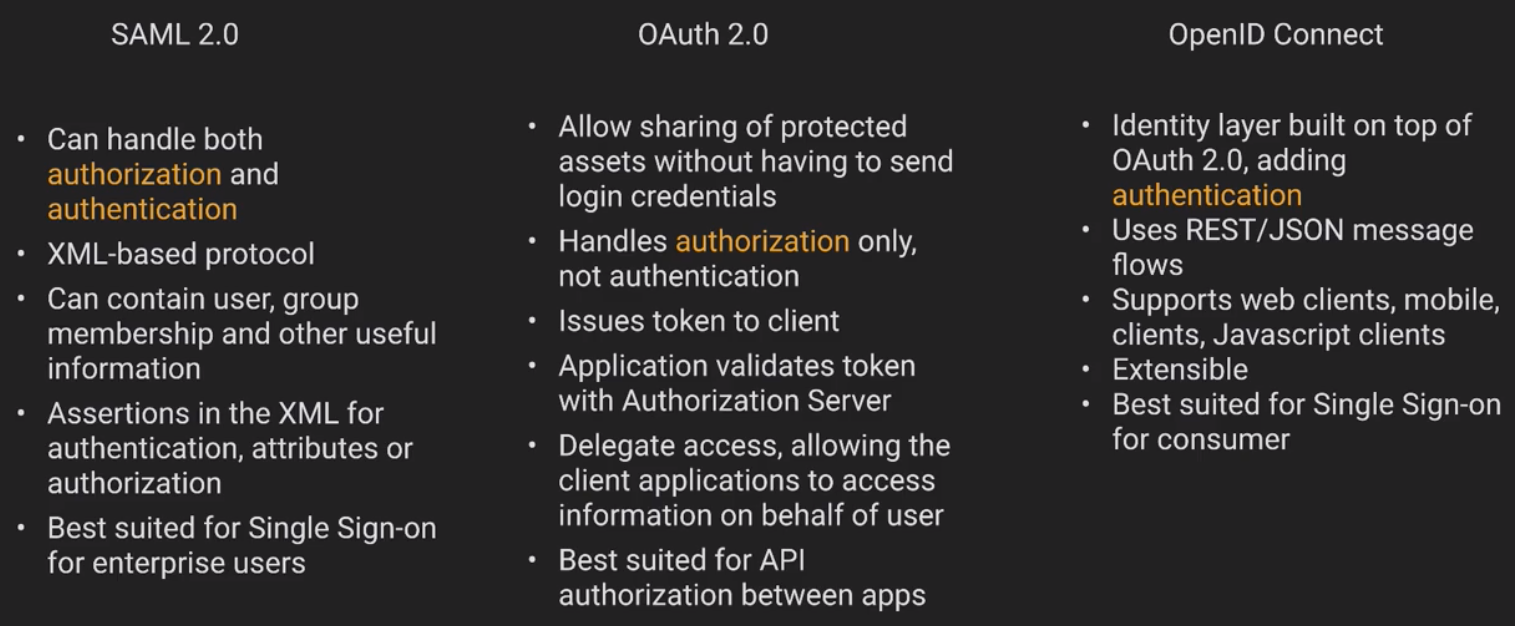 SAML 2.0
• Can handle both
authorization and
authentication
• XML-based protocol
• Can contain user, group
membership and other useful
information
• Assertions in the XML for
authentication, attributes or
authorization
• Best suited for Single Sign-on
for enterprise users
OAuth 2.0
• Allow sharing of protected
assets without having to send
login credentials
• Handles authorization only,
not authentication
• Issues token to client
• Application validates token
with Authorization Server
• Delegate access, allowing the
client applications to access
information on behalf of user
• Best suited for API
authorization between apps
OpenID Connect
• Identity layer built on top of
OAuth 2.0, adding
authentication
• Uses REST/JSON message
flows
• Supports web clients, mobile,
clients, Javascript clients
• Extensible
• Best suited for Single Sign-on
for consumer